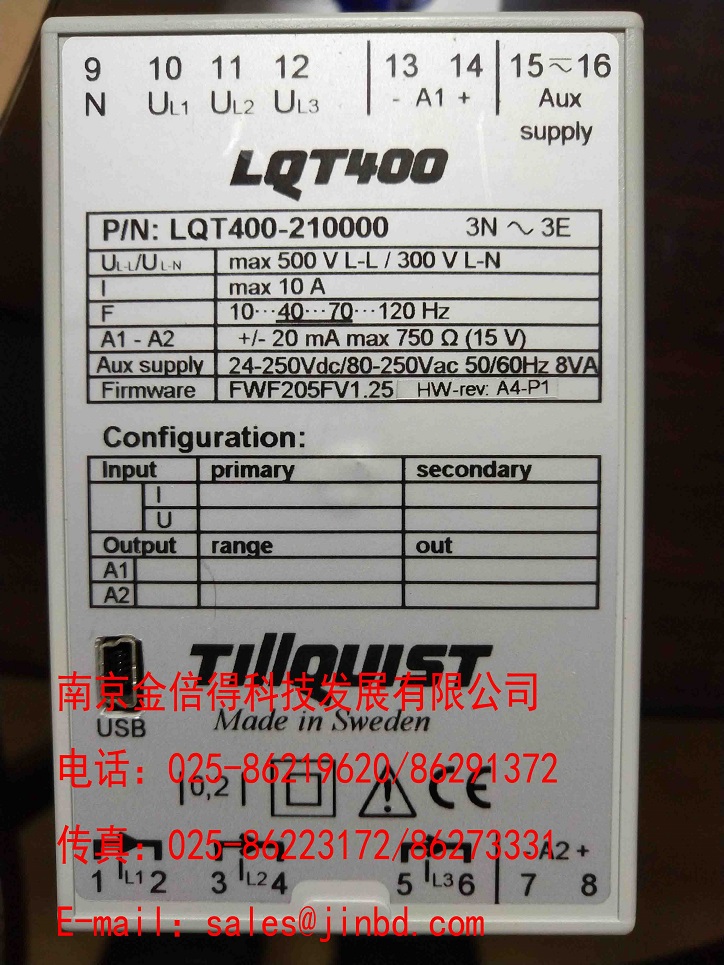 9 10 11 12 13 14 15 ⎓∼ 16
N UL1 UL2 UL3 - A1 + Aux
supply
LQT400
P/N: LQT400-210000 3N ∼ 3E
UL-L/UL-N max 500 V L-L / 300 V L-N
I max 10 A
F 10···40···70···120 Hz
A1 - A2 +/- 20 mA max 750 Ω (15 V)
Aux supply 24-250Vdc/80-250Vac 50/60Hz 8VA
Firmware FWF205FV1.25 HW-rev: A4-P1
Configuration:
Input primary secondary
I
U
Output range out
A1
A2
TillQUIST
南京金倍得科技发展有限公司
USB Made in Sweden
电话：025-86219620/86291372
0,2 CE
传真：025-86223172/86273331
A2 +
1 IL1 2 3 IL2 4 5 IL3 6 7 8
E-mail：sales@jinbd.com